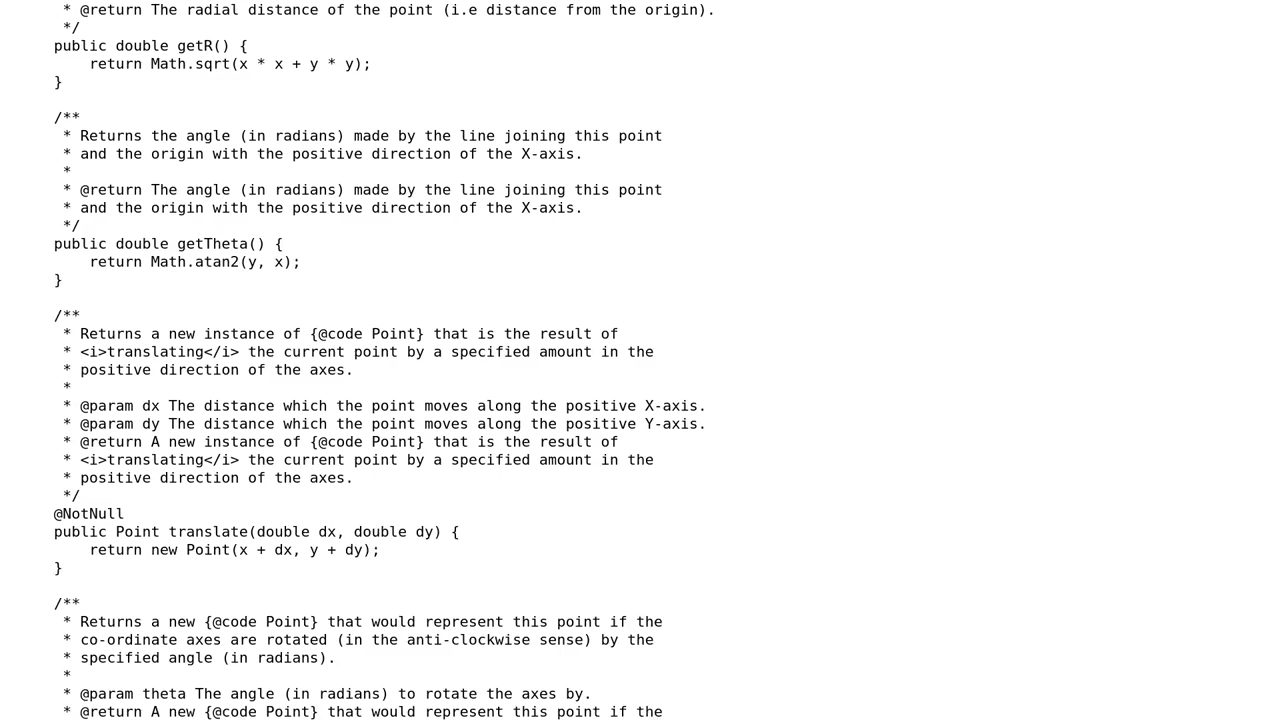 * @return The radial distance of the point (i.e distance from the origin).
     */
    public double getR() {
        return Math.sqrt(x * x + y * y);
    }

    /**
     * Returns the angle (in radians) made by the line joining this point
     * and the origin with the positive direction of the X-axis.
     *
     * @return The angle (in radians) made by the line joining this point
     * and the origin with the positive direction of the X-axis.
     */
    public double getTheta() {
        return Math.atan2(y, x);
    }

    /**
     * Returns a new instance of {@code Point} that is the result of
     * <i>translating</i> the current point by a specified amount in the
     * positive direction of the axes.
     *
     * @param dx The distance which the point moves along the positive X-axis.
     * @param dy The distance which the point moves along the positive Y-axis.
     * @return A new instance of {@code Point} that is the result of
     * <i>translating</i> the current point by a specified amount in the
     * positive direction of the axes.
     */
    @NotNull
    public Point translate(double dx, double dy) {
        return new Point(x + dx, y + dy);
    }

    /**
     * Returns a new {@code Point} that would represent this point if the
     * co-ordinate axes are rotated (in the anti-clockwise sense) by the
     * specified angle (in radians).
     *
     * @param theta The angle (in radians) to rotate the axes by.
     * @return A new {@code Point} that would represent this point if the